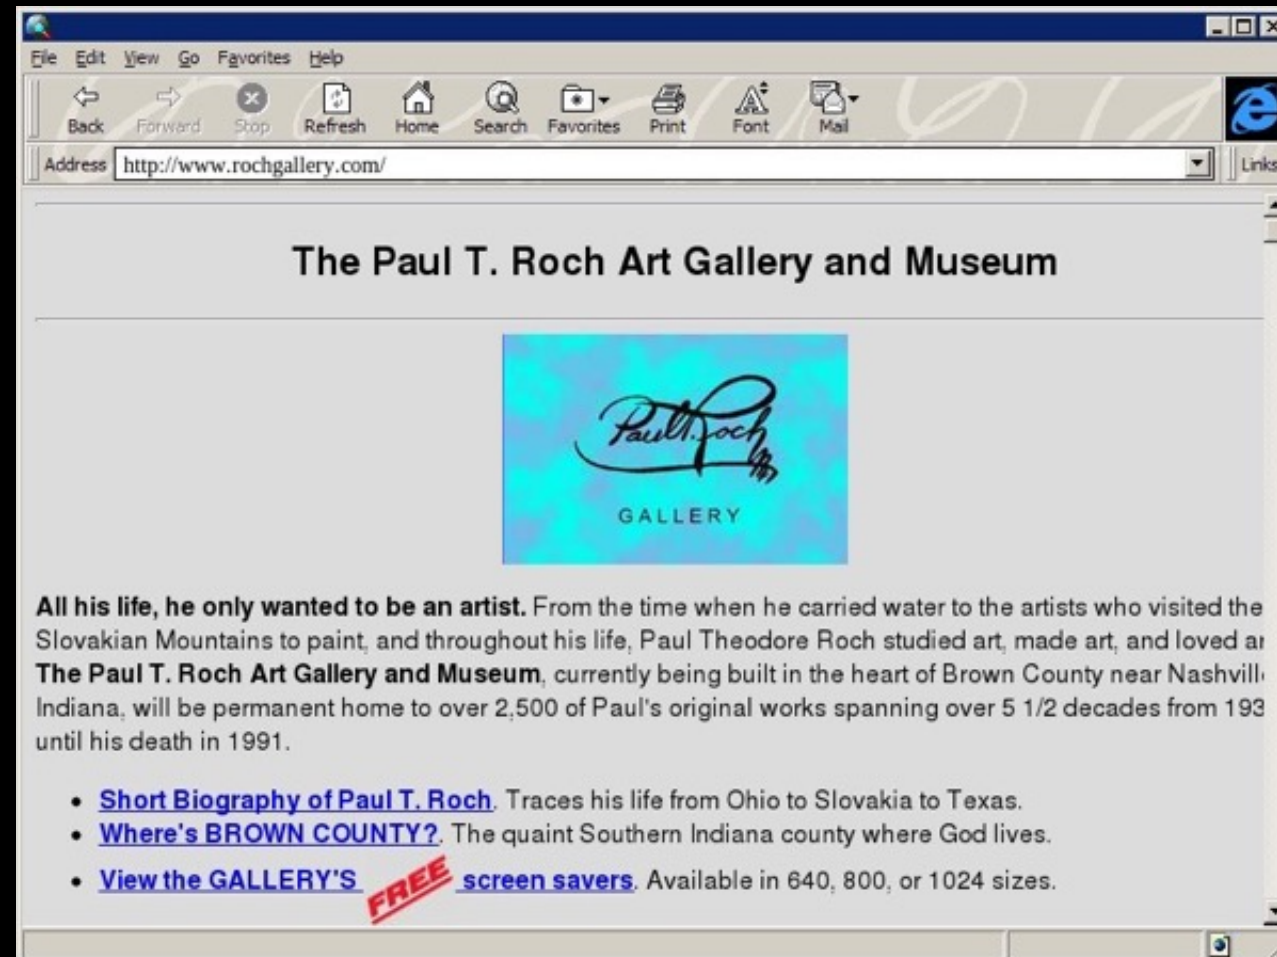 File Edit View Go Favorites Help
Back Forward Stop Refresh Home Search Favorites Print Font Mail
Address http://www.rochgallery.com/ Links
The Paul T. Roch Art Gallery and Museum
Paul T. Roch
GALLERY
All his life, he only wanted to be an artist. From the time when he carried water to the artists who visited the
Slovakian Mountains to paint, and throughout his life, Paul Theodore Roch studied art, made art, and loved
The Paul T. Roch Art Gallery and Museum, currently being built in the heart of Brown County near
Indiana, will be permanent home to over 2,500 of Paul's original works spanning over 5 1/2 decades from
until his death in 1991.
• Short Biography of Paul T. Roch. Traces his life from Ohio to Slovakia to Texas.
• Where's BROWN COUNTY?. The quaint Southern Indiana county where God lives.
• View the GALLERY'S FREE screen savers. Available in 640, 800, or 1024 sizes.